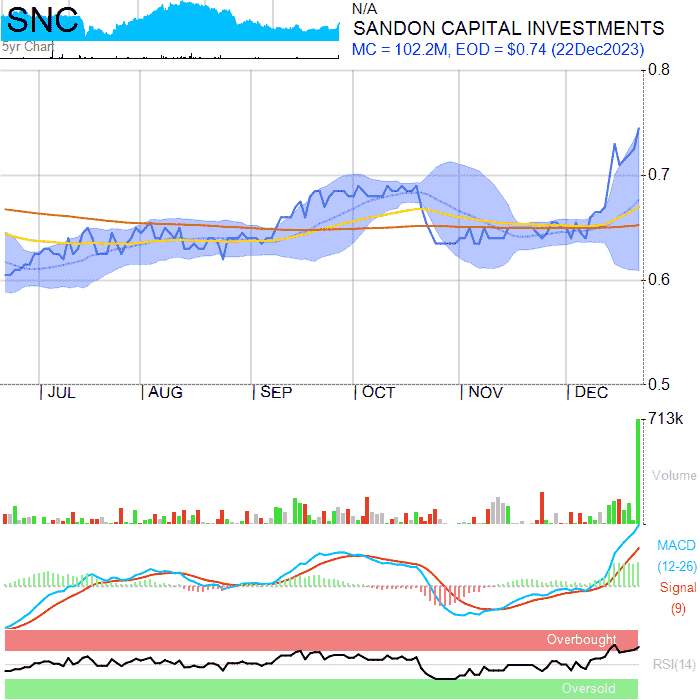 SNC
5yr Chart
N/A
SANDON CAPITAL INVESTMENTS
MC = 102.2M, EOD = $0.74 (22Dec2023)
0.8
0.7
0.6
0.5
JUL AUG SEP OCT NOV DEC
713k
Volume
MACD
(12-26)
Signal
(9)
Overbought
RSI(14)
Oversold